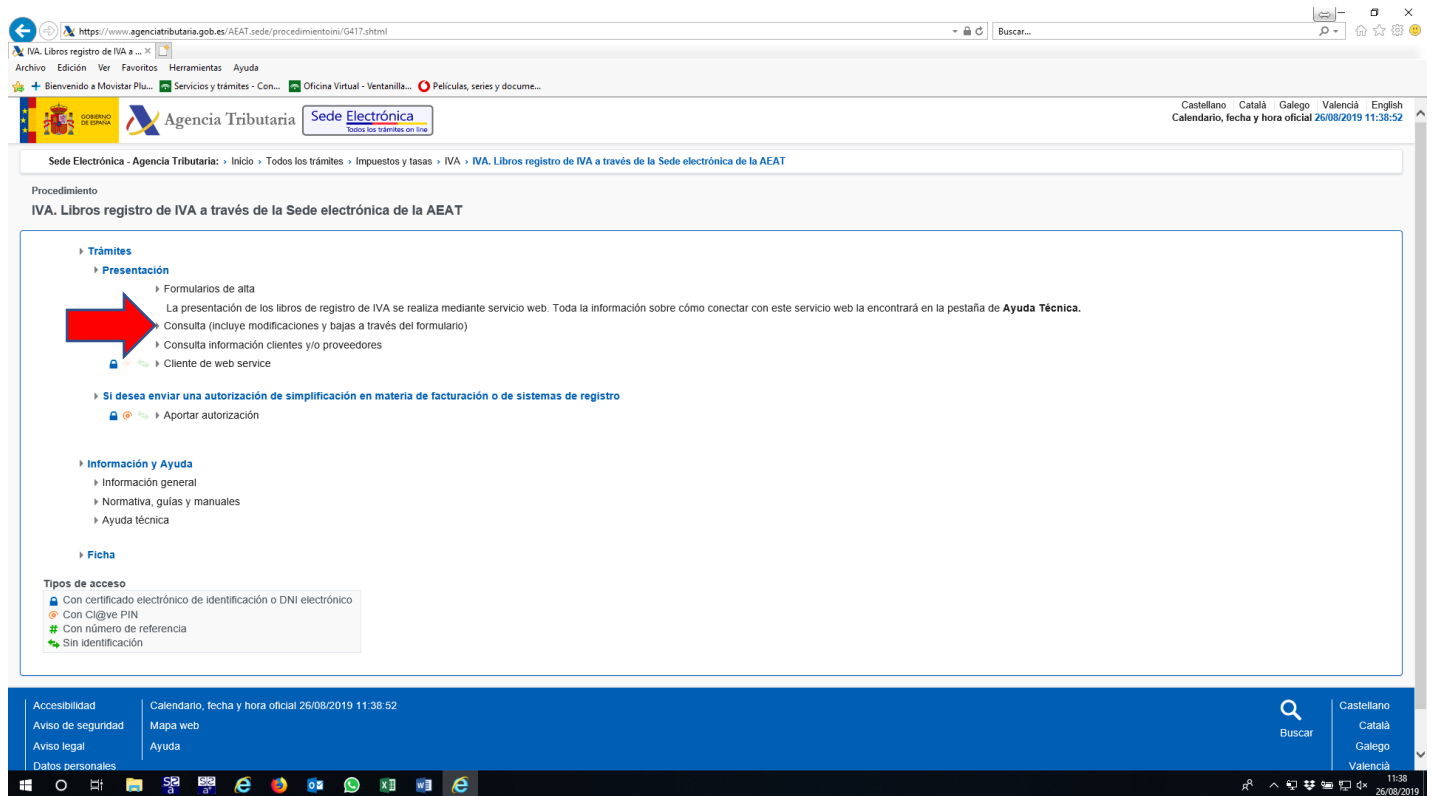 https://www.agenciatributaria.gob.es/AEAT.sede/procedimientoini/G417.shtml
Buscar...
IVA. Libros registro de IVA a ...
Archivo Edición Ver Favoritos Herramientas Ayuda
Bienvenido a Movistar Plu... Servicios y trámites - Con... Oficina Virtual - Ventanilla... Películas, series y docume...
GOBIERNO DE ESPAÑA
Agencia Tributaria
Sede Electrónica
Todos los trámites on line
Castellano Català Galego Valencià English
Calendario, fecha y hora oficial 26/08/2019 11:38:52
Sede Electrónica - Agencia Tributaria: › Inicio › Todos los trámites › Impuestos y tasas › IVA › IVA. Libros registro de IVA a través de la Sede electrónica de la AEAT
Procedimiento
IVA. Libros registro de IVA a través de la Sede electrónica de la AEAT
Trámites
Presentación
Formularios de alta
La presentación de los libros de registro de IVA se realiza mediante servicio web. Toda la información sobre cómo conectar con este servicio web la encontrará en la pestaña de Ayuda Técnica.
Consulta (incluye modificaciones y bajas a través del formulario)
Consulta información clientes y/o proveedores
Cliente de web service
Si desea enviar una autorización de simplificación en materia de facturación o de sistemas de registro
Aportar autorización
Información y Ayuda
Información general
Normativa, guías y manuales
Ayuda técnica
Ficha
Tipos de acceso
Con certificado electrónico de identificación o DNI electrónico
Con Cl@ve PIN
# Con número de referencia
Sin identificación
Accesibilidad
Aviso de seguridad
Aviso legal
Datos personales
Calendario, fecha y hora oficial 26/08/2019 11:38:52
Mapa web
Ayuda
Buscar
Castellano
Català
Galego
Valencià
11:38
26/08/2019